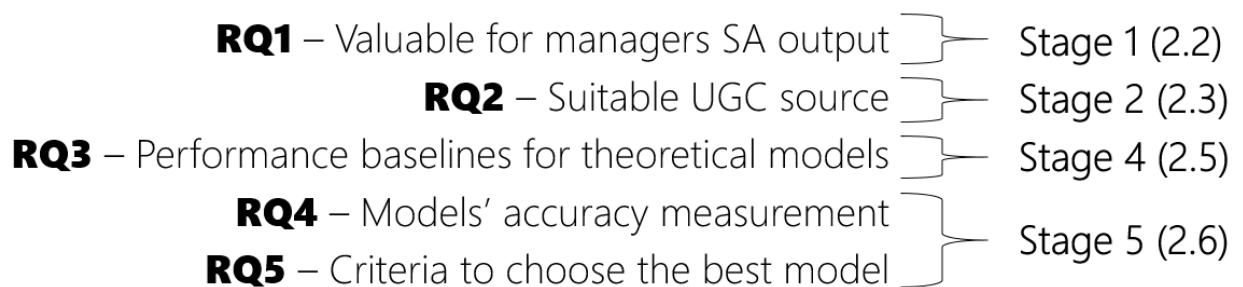 RQ1 – Valuable for managers SA output Stage 1 (2.2)
RQ2 – Suitable UGC source Stage 2 (2.3)
RQ3 – Performance baselines for theoretical models Stage 4 (2.5)
RQ4 – Models’ accuracy measurement
RQ5 – Criteria to choose the best model
Stage 5 (2.6)